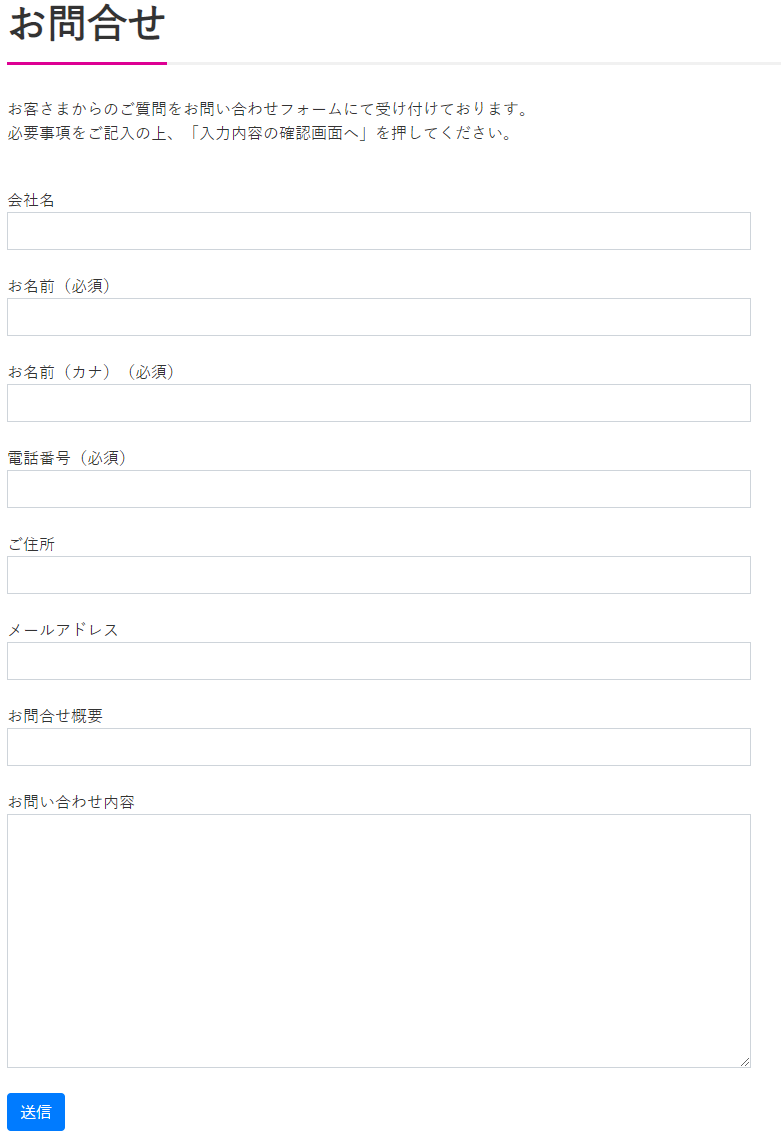 お問合せ
お客さまからのご質問をお問い合わせフォームにて受け付けております。
必要事項をご記入の上、「入力内容の確認画面へ」を押してください。
会社名
お名前（必須）
お名前（カナ）（必須）
電話番号（必須）
ご住所
メールアドレス
お問合せ概要
お問い合わせ内容
送信